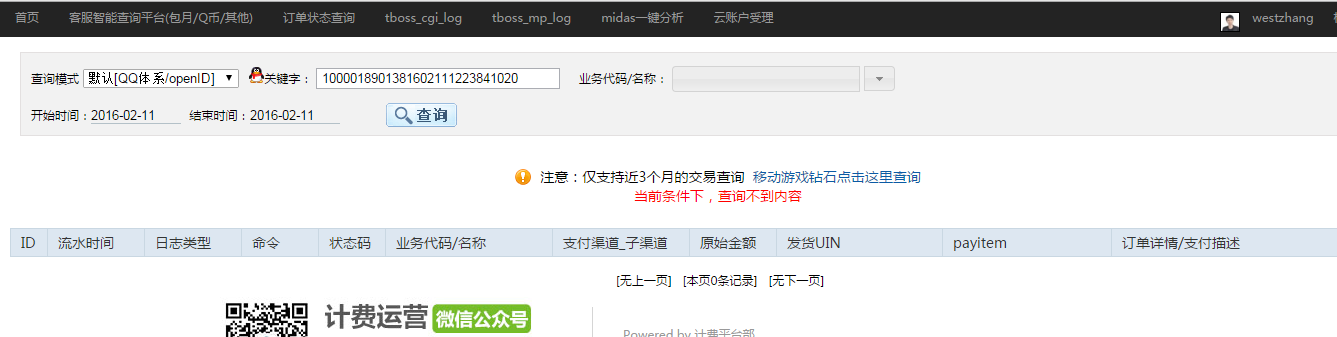 首页 客服智能查询平台(包月/Q币/其他) 订单状态查询 tboss_cgi_log tboss_mp_log midas一键分析 云账户受理 westzhang
查询模式 默认[QQ体系/openID] 关键字： 1000018901381602111223841020 业务代码/名称：
开始时间：2016-02-11 结束时间：2016-02-11 查询
注意：仅支持近3个月的交易查询 移动游戏钻石点击这里查询
当前条件下，查询不到内容
ID 流水时间 日志类型 命令 状态码 业务代码/名称 支付渠道_子渠道 原始金额 发货UIN payitem 订单详情/支付描述
[无上一页] [本页0条记录] [无下一页]
计费运营 微信公众号
Powered by 计费平台部